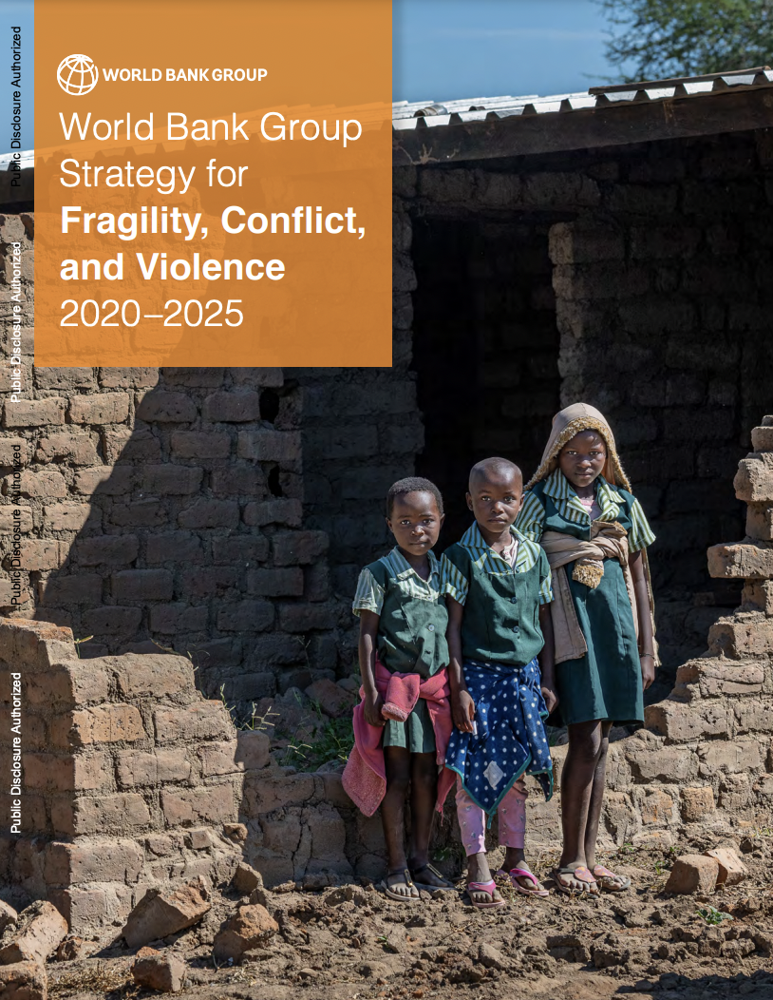 WORLD BANK GROUP
World Bank Group
Strategy for
Fragility, Conflict,
and Violence
2020–2025
Public Disclosure Authorized
Public Disclosure Authorized
Public Disclosure Authorized
Public Disclosure Authorized